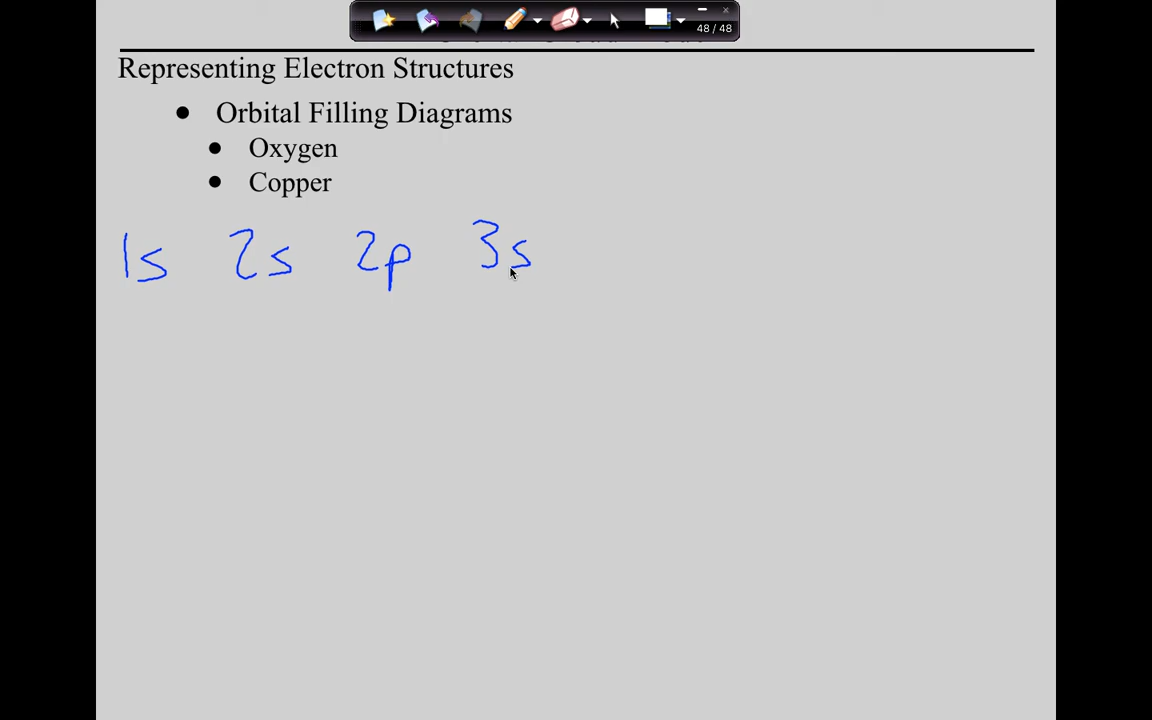 48 / 48
Representing Electron Structures
● Orbital Filling Diagrams
● Oxygen
● Copper
1s 2s 2p 3s